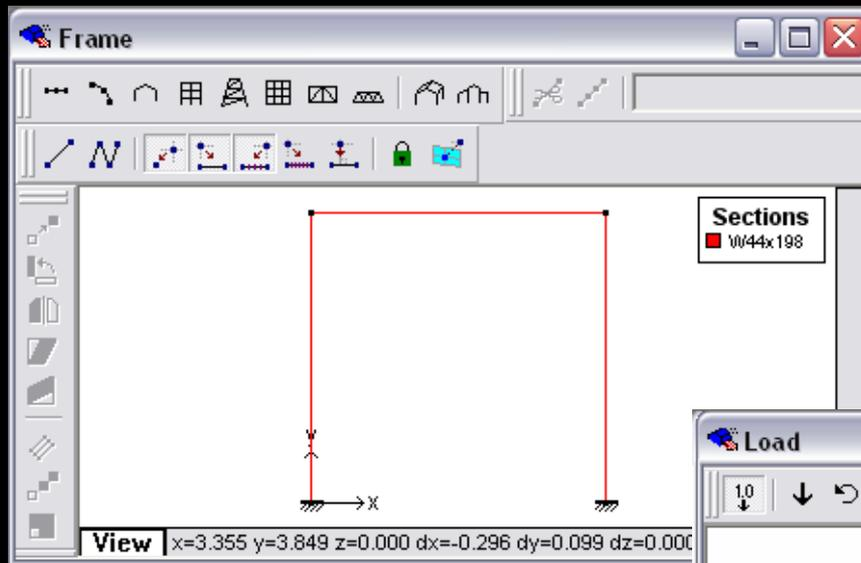 Frame
Sections
W44x198
Y
X
View x=3.355 y=3.849 z=0.000 dx=-0.296 dy=0.099 dz=0.000
Load
1.0